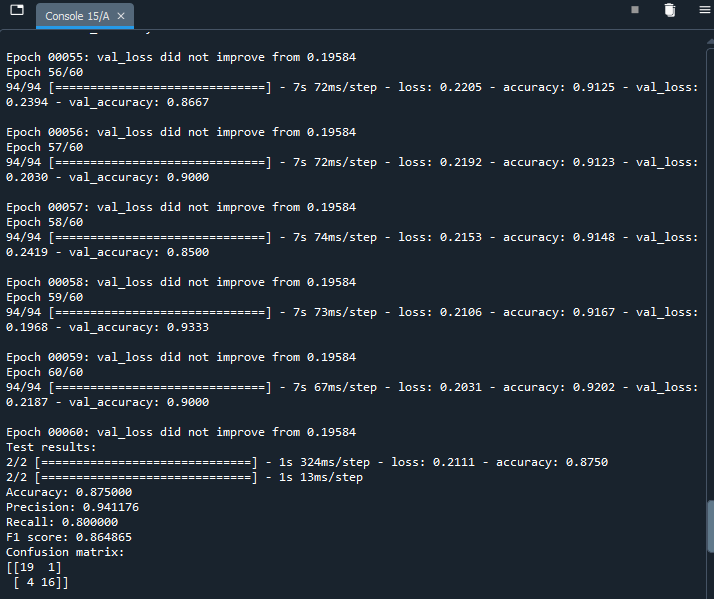 Console 15/A
Epoch 00055: val_loss did not improve from 0.19584
Epoch 56/60
94/94 [==============================] - 7s 72ms/step - loss: 0.2205 - accuracy: 0.9125 - val_loss:
0.2394 - val_accuracy: 0.8667
Epoch 00056: val_loss did not improve from 0.19584
Epoch 57/60
94/94 [==============================] - 7s 72ms/step - loss: 0.2192 - accuracy: 0.9123 - val_loss:
0.2030 - val_accuracy: 0.9000
Epoch 00057: val_loss did not improve from 0.19584
Epoch 58/60
94/94 [==============================] - 7s 74ms/step - loss: 0.2153 - accuracy: 0.9148 - val_loss:
0.2419 - val_accuracy: 0.8500
Epoch 00058: val_loss did not improve from 0.19584
Epoch 59/60
94/94 [==============================] - 7s 73ms/step - loss: 0.2106 - accuracy: 0.9167 - val_loss:
0.1968 - val_accuracy: 0.9333
Epoch 00059: val_loss did not improve from 0.19584
Epoch 60/60
94/94 [==============================] - 7s 67ms/step - loss: 0.2031 - accuracy: 0.9202 - val_loss:
0.2187 - val_accuracy: 0.9000
Epoch 00060: val_loss did not improve from 0.19584
Test results:
2/2 [==============================] - 1s 324ms/step - loss: 0.2111 - accuracy: 0.8750
2/2 [==============================] - 1s 13ms/step
Accuracy: 0.875000
Precision: 0.941176
Recall: 0.800000
F1 score: 0.864865
Confusion matrix:
[[19  1]
 [ 4 16]]